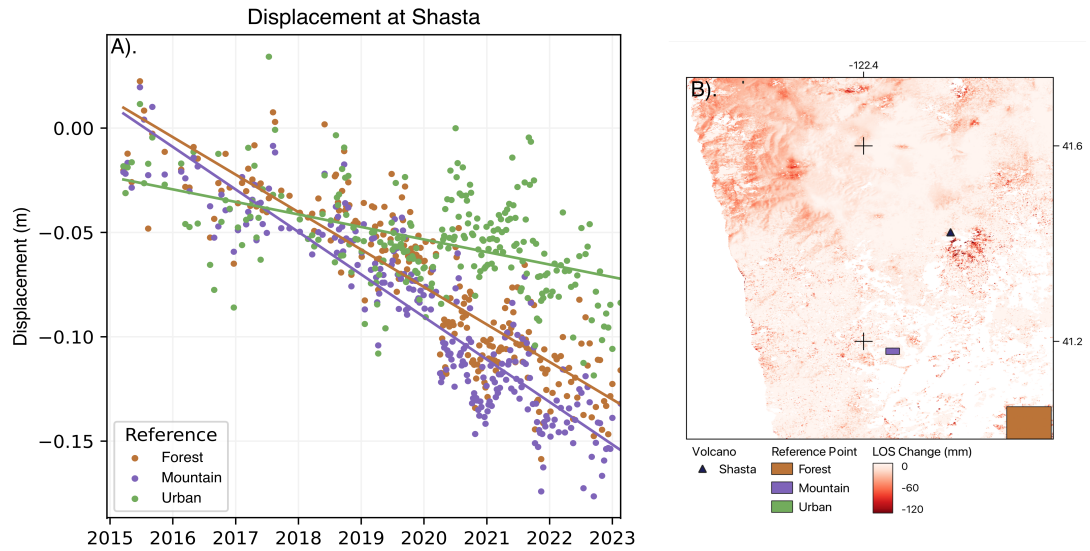 Displacement at Shasta
A).
Displacement (m)
0.00
−0.05
−0.10
−0.15
Reference
Forest
Mountain
Urban
2015 2016 2017 2018 2019 2020 2021 2022 2023
-122.4
B).
41.6
41.2
Volcano
Shasta
Reference Point
Forest
Mountain
Urban
LOS Change (mm)
0
-60
-120